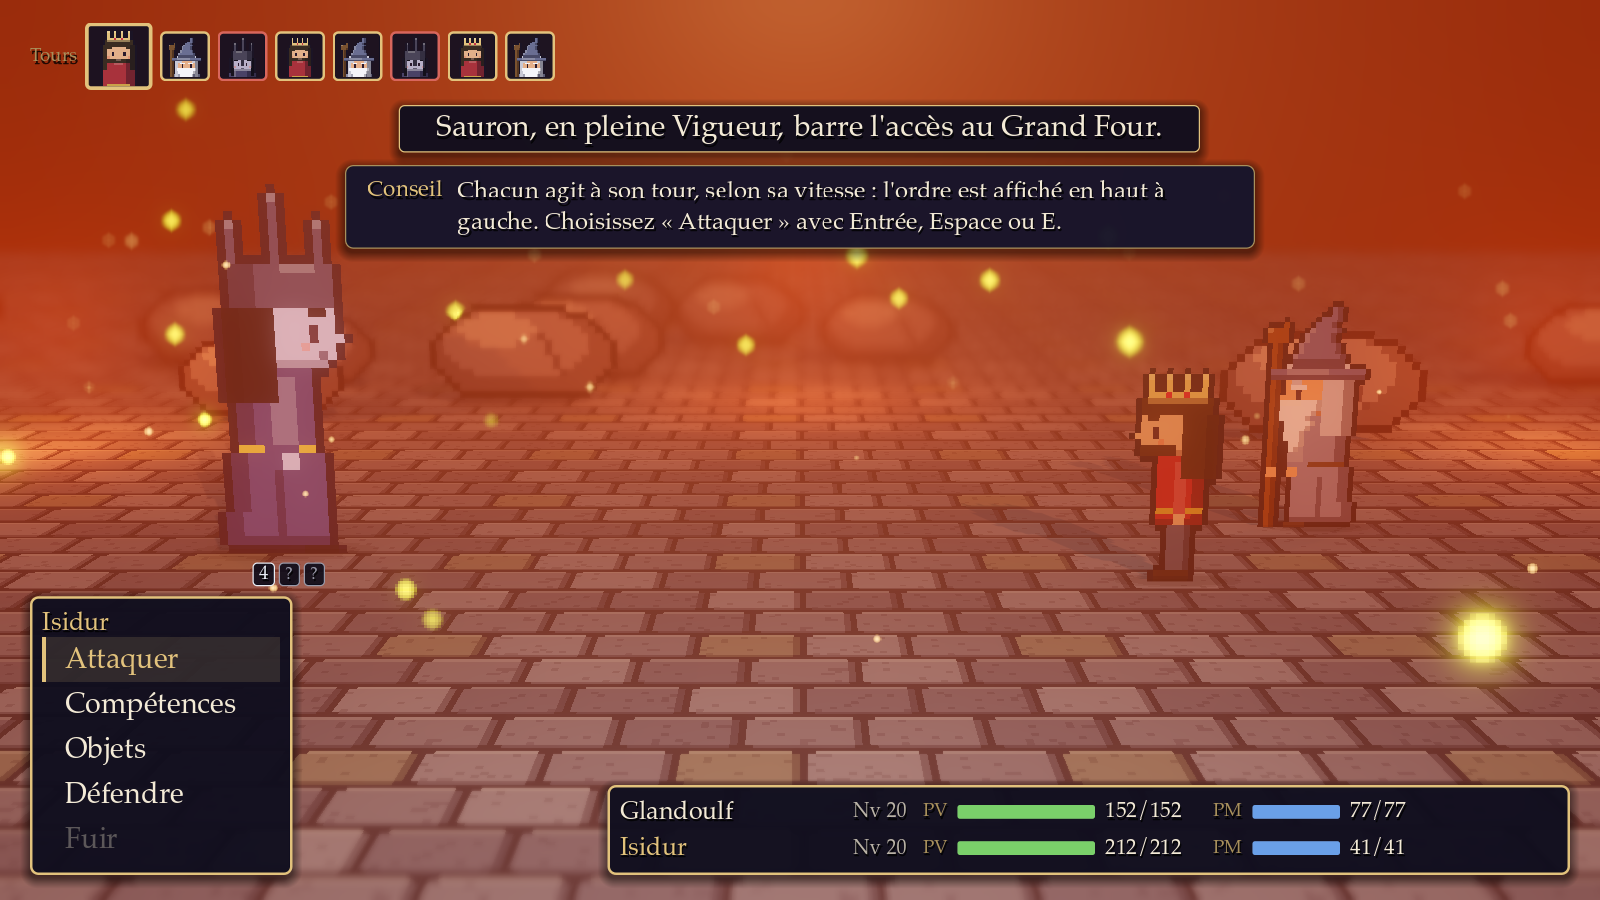 Tours
Sauron, en pleine Vigueur, barre l'accès au Grand Four.
Conseil Chacun agit à son tour, selon sa vitesse : l'ordre est affiché en haut à
gauche. Choisissez « Attaquer » avec Entrée, Espace ou E.
4 ? ?
Isidur
Attaquer
Compétences
Objets
Défendre
Fuir
Glandoulf Nv 20 PV 152/152 PM 77/77
Isidur Nv 20 PV 212/212 PM 41/41